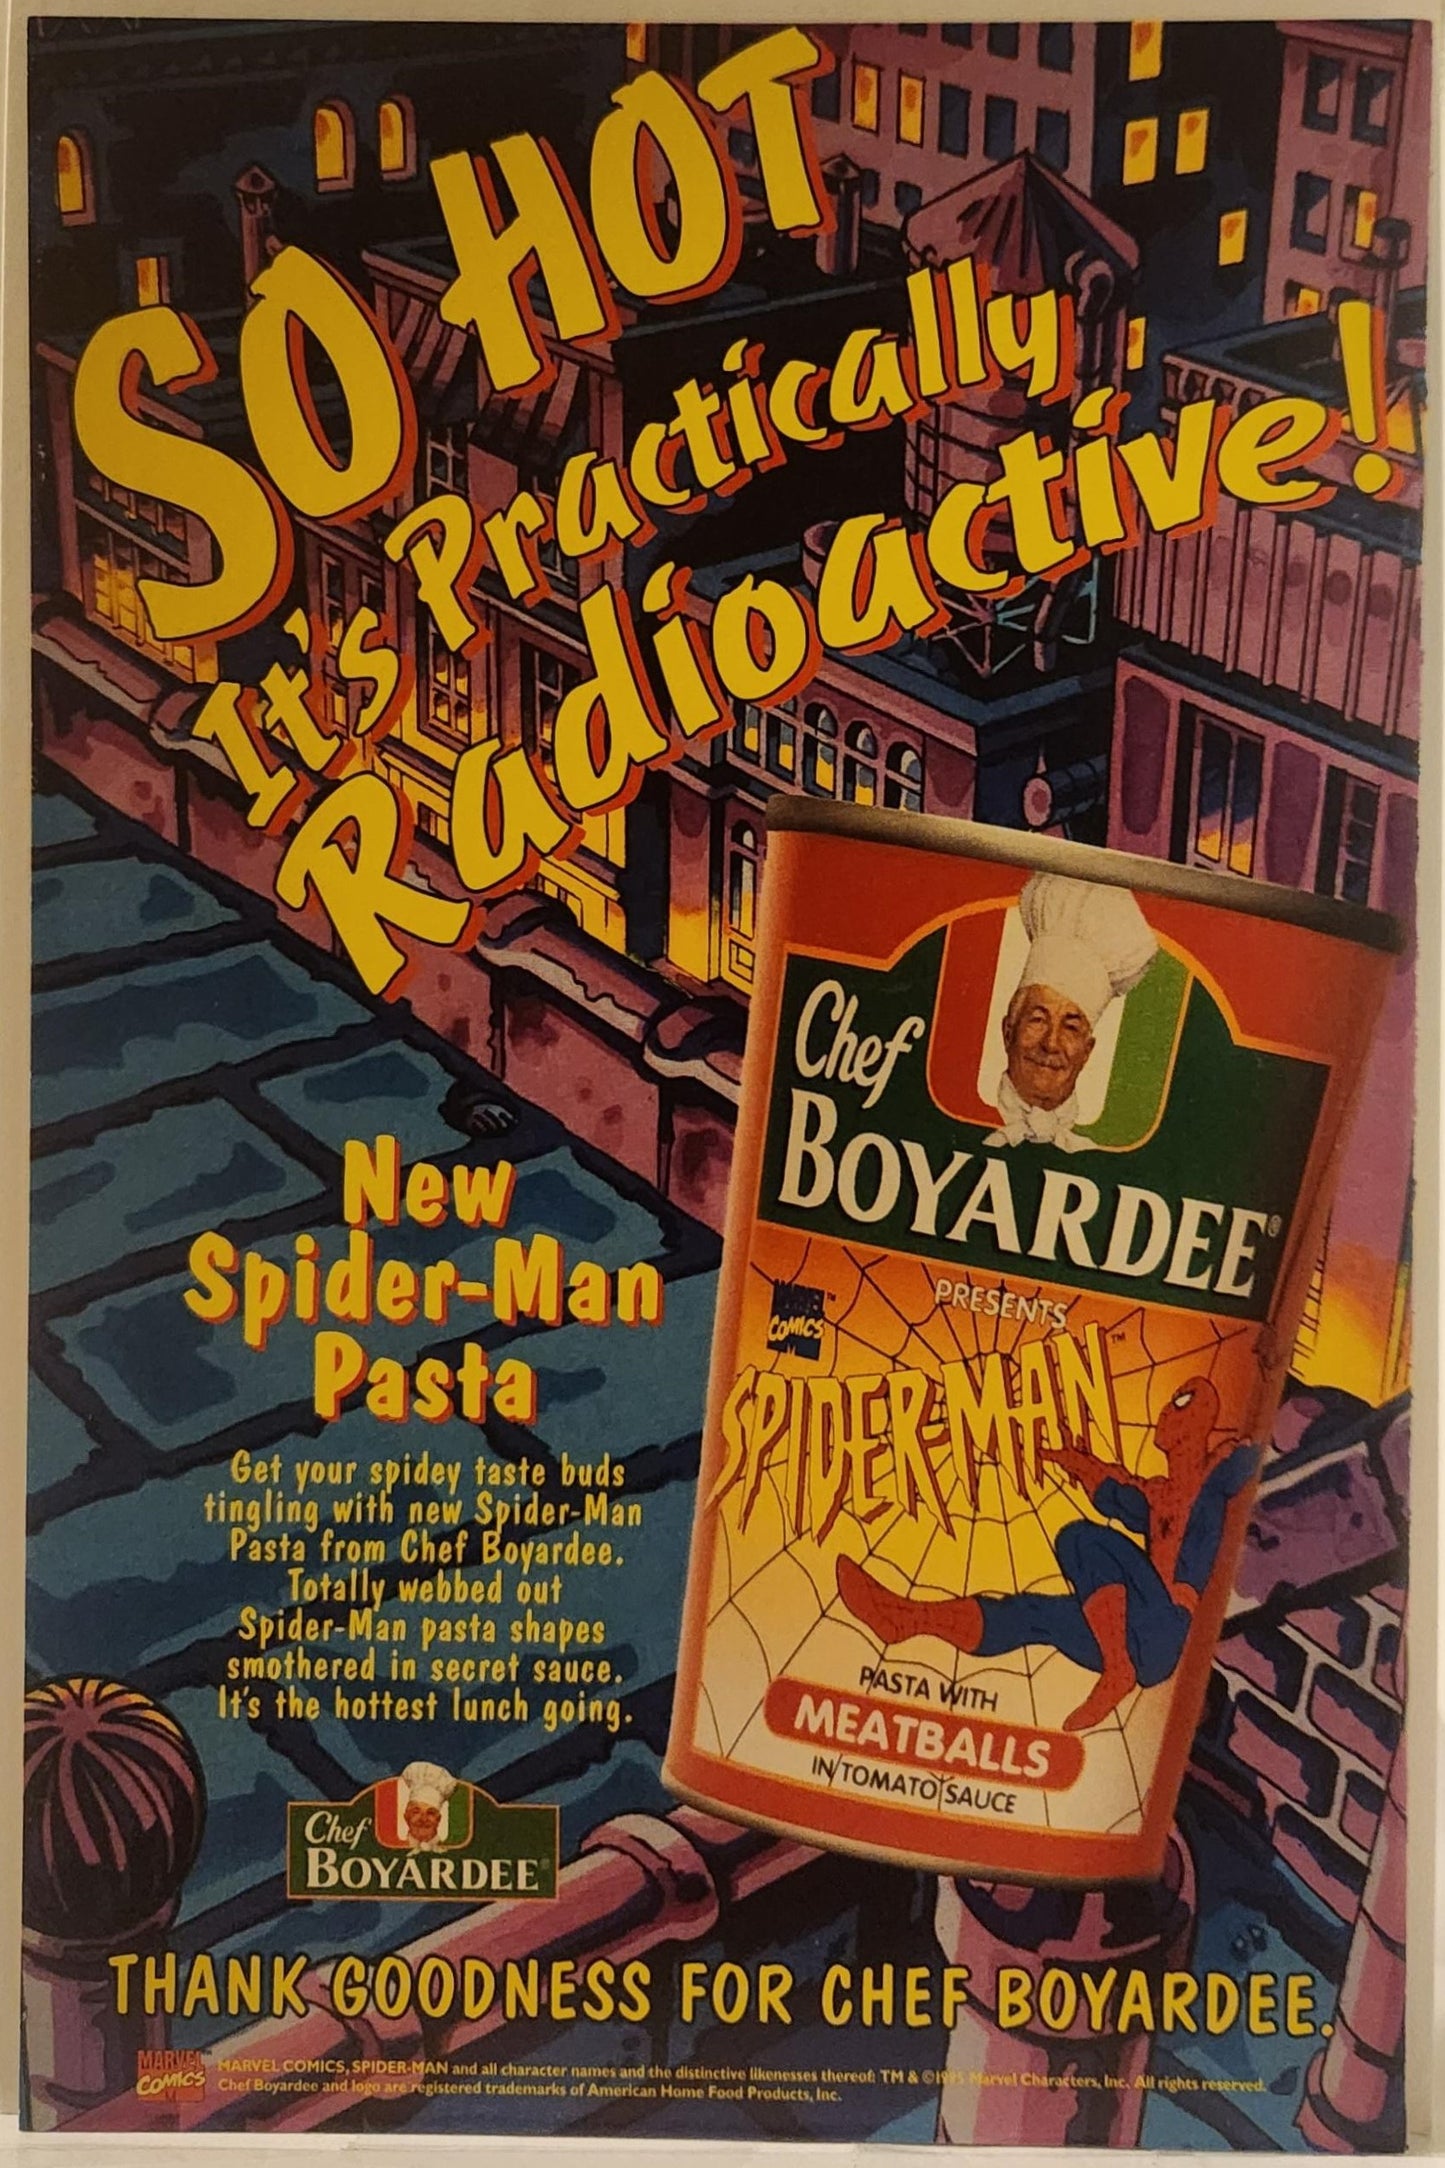 SO HOT
It's Practically
Radioactive!
Chef
BOYARDEE®
PRESENTS
MARVEL™
COMICS
SPIDER-MAN™
PASTA WITH
MEATBALLS
IN TOMATO SAUCE
New
Spider-Man
Pasta
Get your spidey taste buds
tingling with new Spider-Man
Pasta from Chef Boyardee.
Totally webbed out
Spider-Man pasta shapes
smothered in secret sauce.
It's the hottest lunch going.
Chef
BOYARDEE
THANK GOODNESS FOR CHEF BOYARDEE.
MARVEL
COMICS
MARVEL COMICS, SPIDER-MAN and all character names and the distinctive likenesses thereof: TM & ©1995 Marvel Characters, Inc. All rights reserved.
Chef Boyardee and logo are registered trademarks of American Home Food Products, Inc.